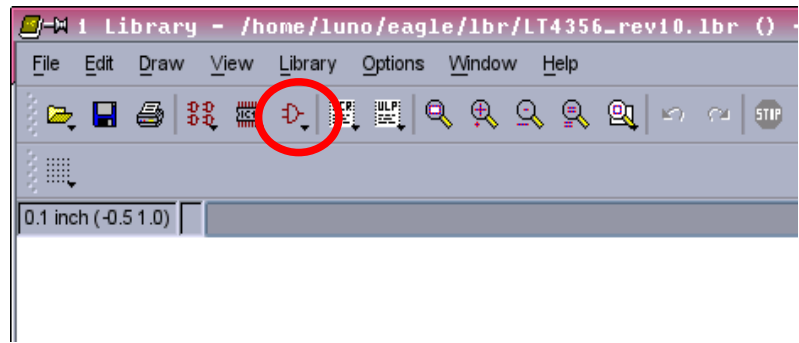 1 Library - /home/luno/eagle/lbr/LT4356_rev10.lbr () -
File Edit Draw View Library Options Window Help
SCR ULP STOP
0.1 inch (-0.5 1.0)